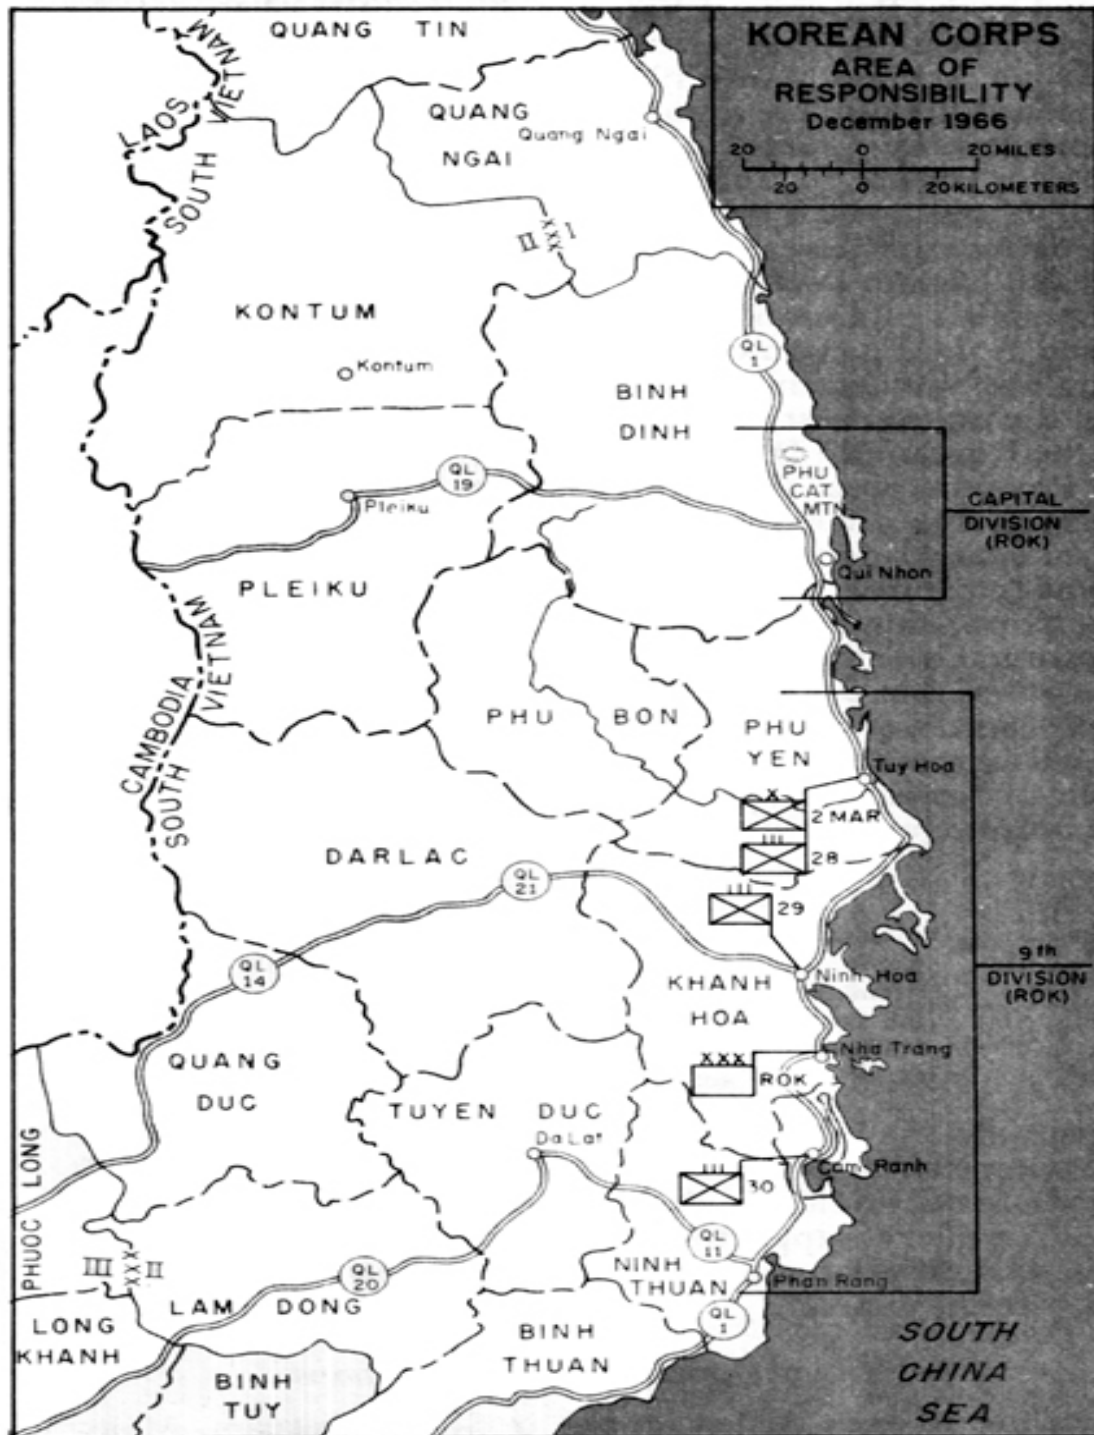 KOREAN CORPS
AREA OF
RESPONSIBILITY
December 1966
20 0 20 MILES
20 0 20 KILOMETERS
QUANG TIN
LAOS
SOUTH VIETNAM
QUANG
NGAI
Quang Ngai
II XXX I
KONTUM
Kontum
QL
1
BINH
DINH
PHU
CAT
MTN
CAPITAL
DIVISION
(ROK)
QL
19
Pleiku
Qui Nhon
PLEIKU
CAMBODIA
SOUTH VIETNAM
PHU BON
PHU
YEN
Tuy Hoa
X
2 MAR
III
28
DARLAC
QL
21
III
29
QL
14
KHANH
HOA
Ninh Hoa
9th
DIVISION
(ROK)
QUANG
DUC
XXX
ROK
Nha Trang
TUYEN DUC
Da Lat
III
30
Cam Ranh
PHUOC LONG
III XXX II
QL
11
QL
20
NINH
THUAN
Phan Rang
LAM DONG
LONG
KHANH
QL
1
BINH
THUAN
BINH
TUY
SOUTH
CHINA
SEA